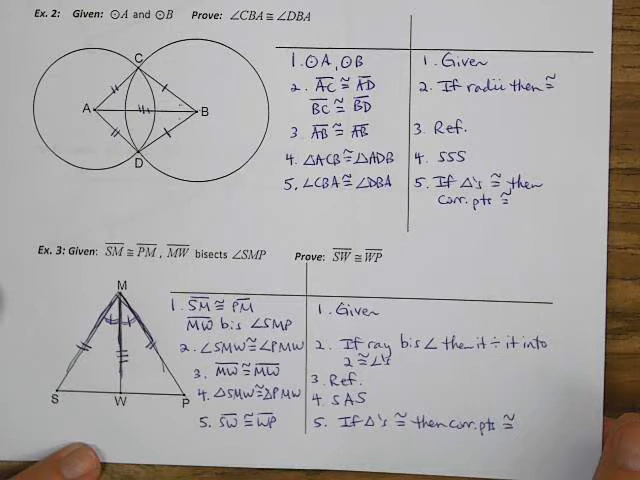 Ex. 2: Given: ⊙A and ⊙B Prove: ∠CBA ≅ ∠DBA
C
A
B
D
1. ⊙A, ⊙B 1. Given
2. AC ≅ AD 2. If radii then ≅
BC ≅ BD
3. AB ≅ AB 3. Ref.
4. △ACB ≅ △ADB 4. SSS
5. ∠CBA ≅ ∠DBA 5. If △'s ≅ then
corr. pts ≅
Ex. 3: Given: SM ≅ PM, MW bisects ∠SMP Prove: SW ≅ WP
M
S
W
P
1. SM ≅ PM 1. Given
MW bis ∠SMP
2. ∠SMW ≅ ∠PMW 2. If ray bis ∠ then it ÷ it into
2 ≅ ∠'s
3. MW ≅ MW 3. Ref.
4. △SMW ≅ △PMW 4. SAS
5. SW ≅ WP 5. If △'s ≅ then corr. pts ≅